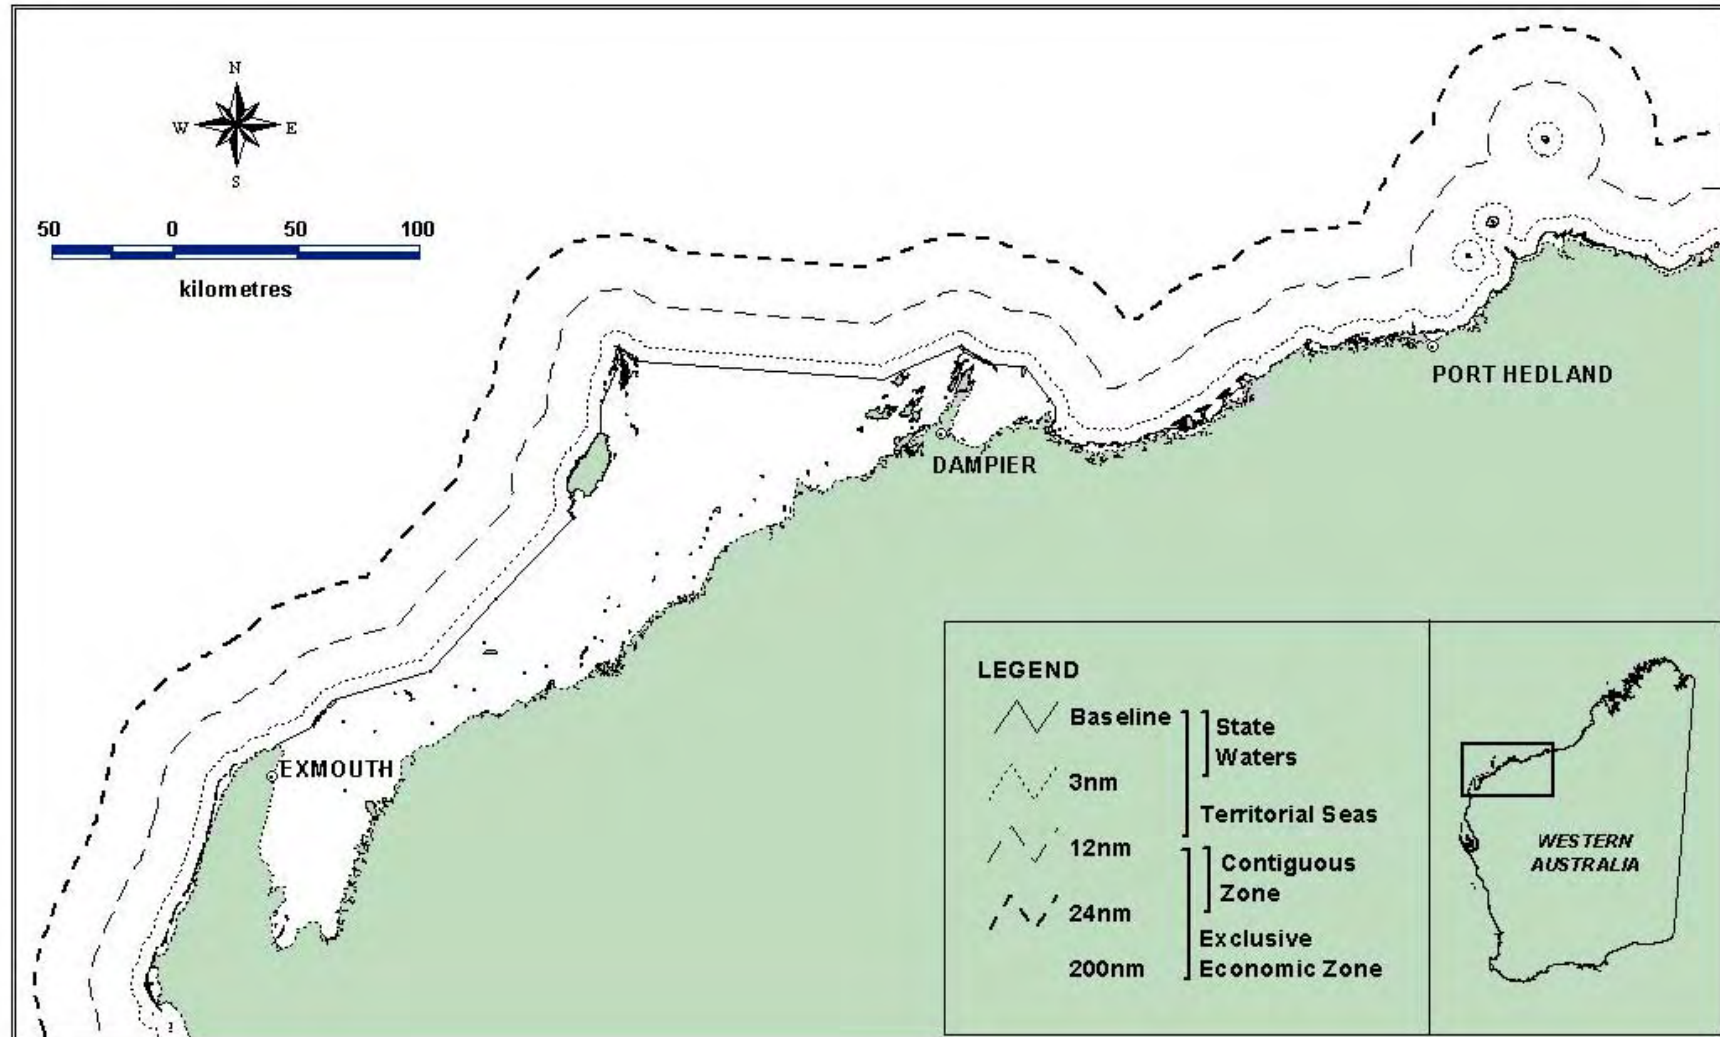 N
W E
S
50 0 50 100
kilometres
PORT HEDLAND
DAMPIER
EXMOUTH
LEGEND
Baseline
3nm
12nm
24nm
200nm
State
Waters
Territorial Seas
Contiguous
Zone
Exclusive
Economic Zone
WESTERN
AUSTRALIA